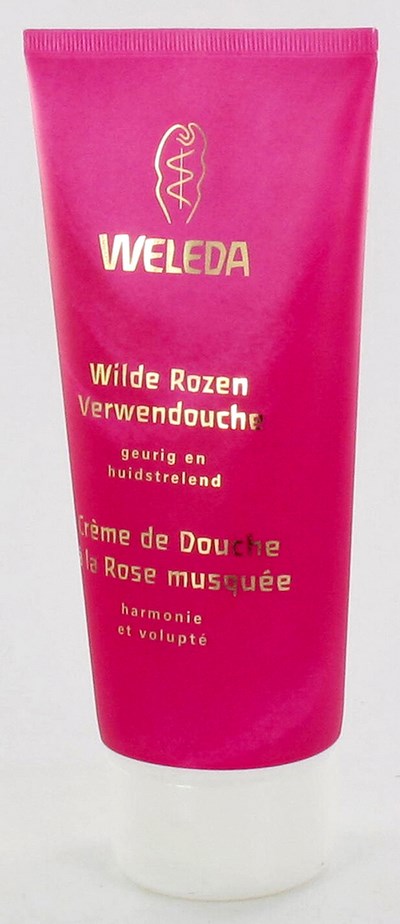 WELEDA
Wilde Rozen
Verwendouche
geurig en
huidstrelend
Crème de Douche
à la Rose musquée
harmonie
et volupté